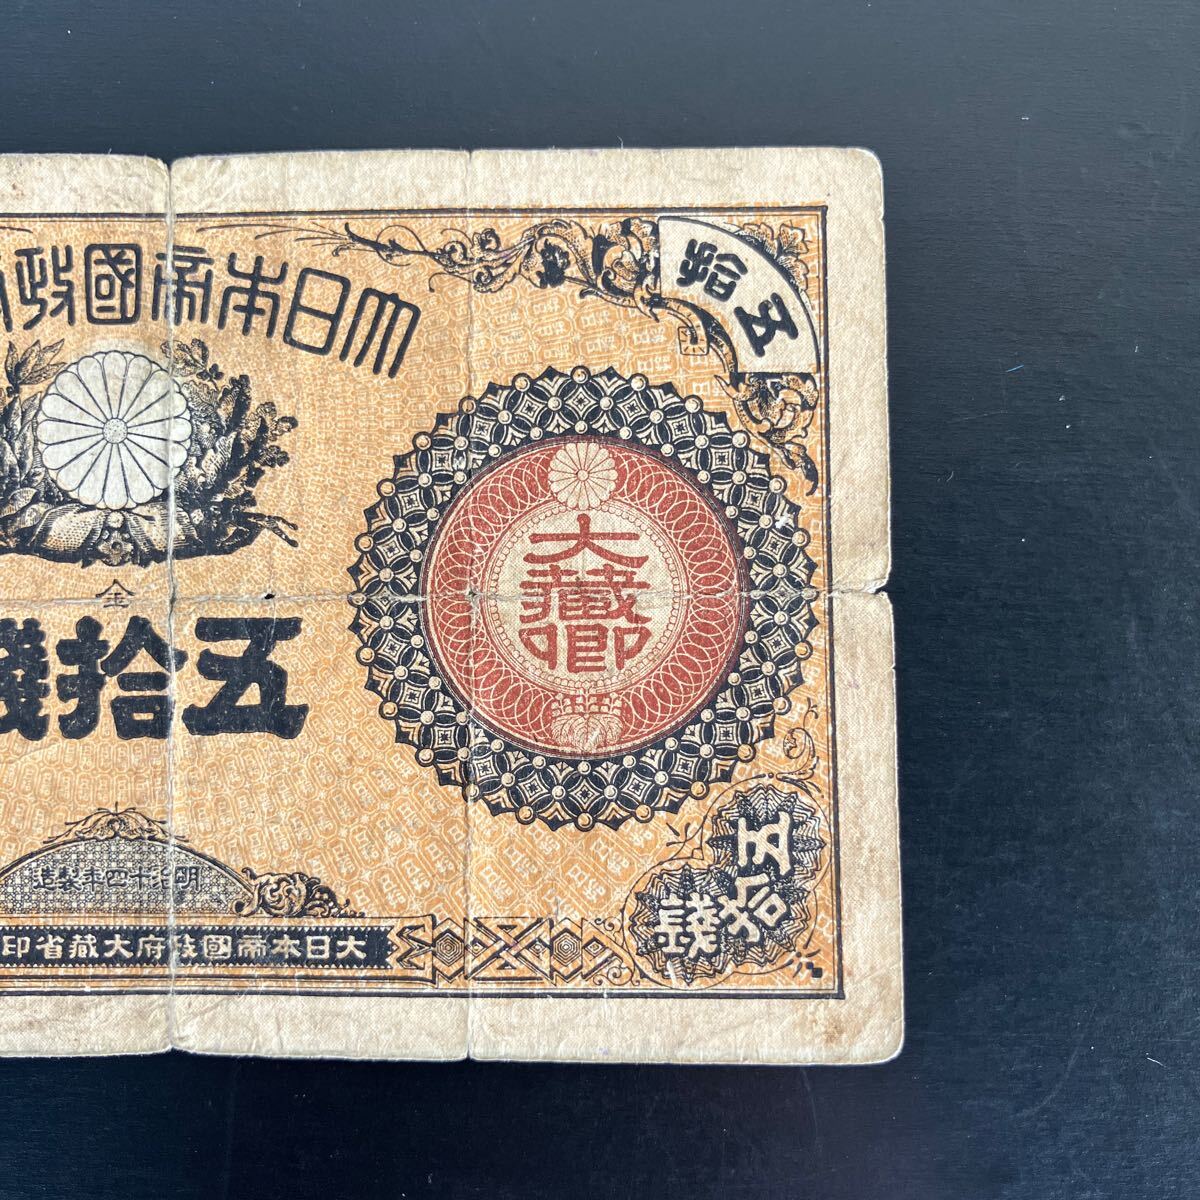 大日本帝國政
金
五拾錢
大藏卿
五拾
五拾錢
明治十四年製造
大日本帝國政府大藏省印